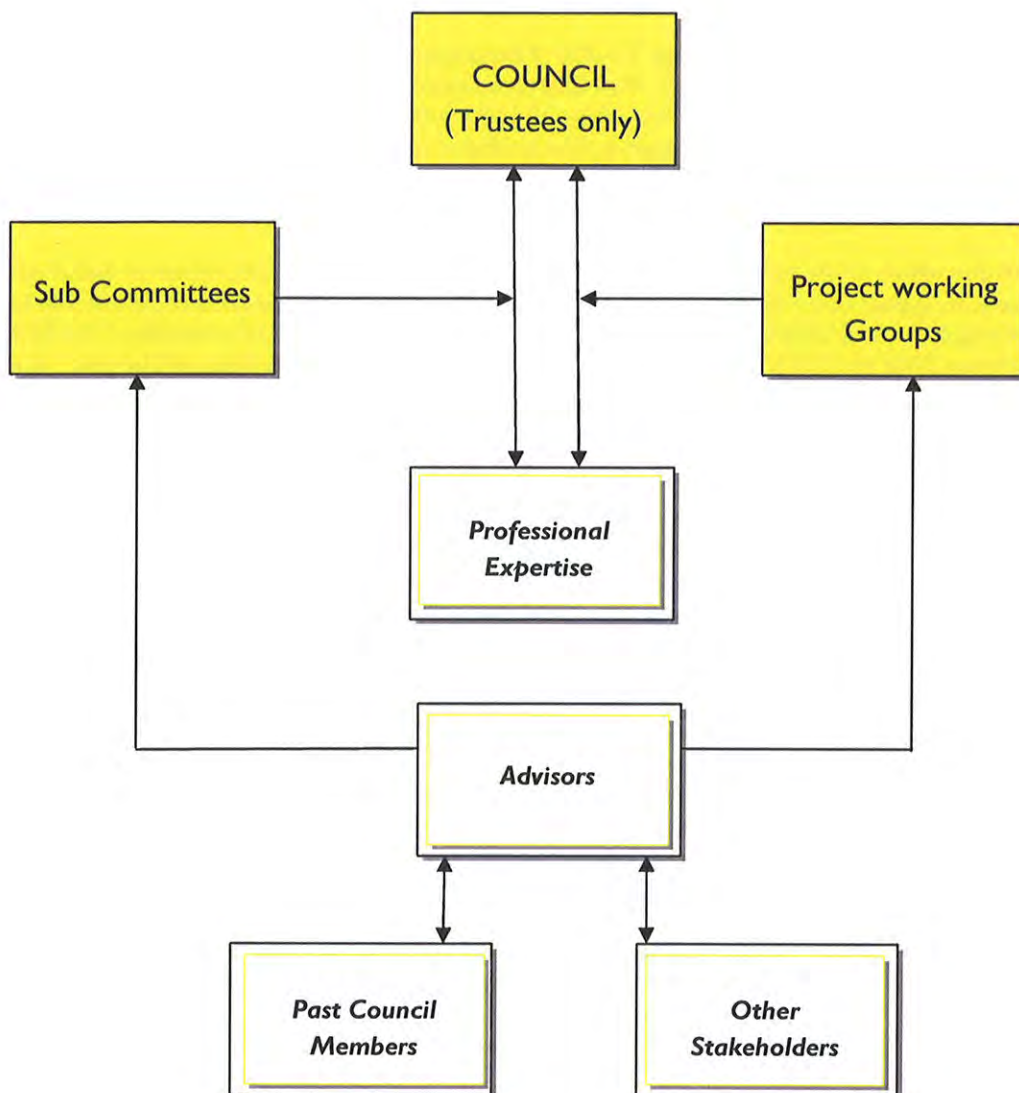 COUNCIL
(Trustees only)
Sub Committees
Project working
Groups
Professional
Expertise
Advisors
Past Council
Members
Other
Stakeholders